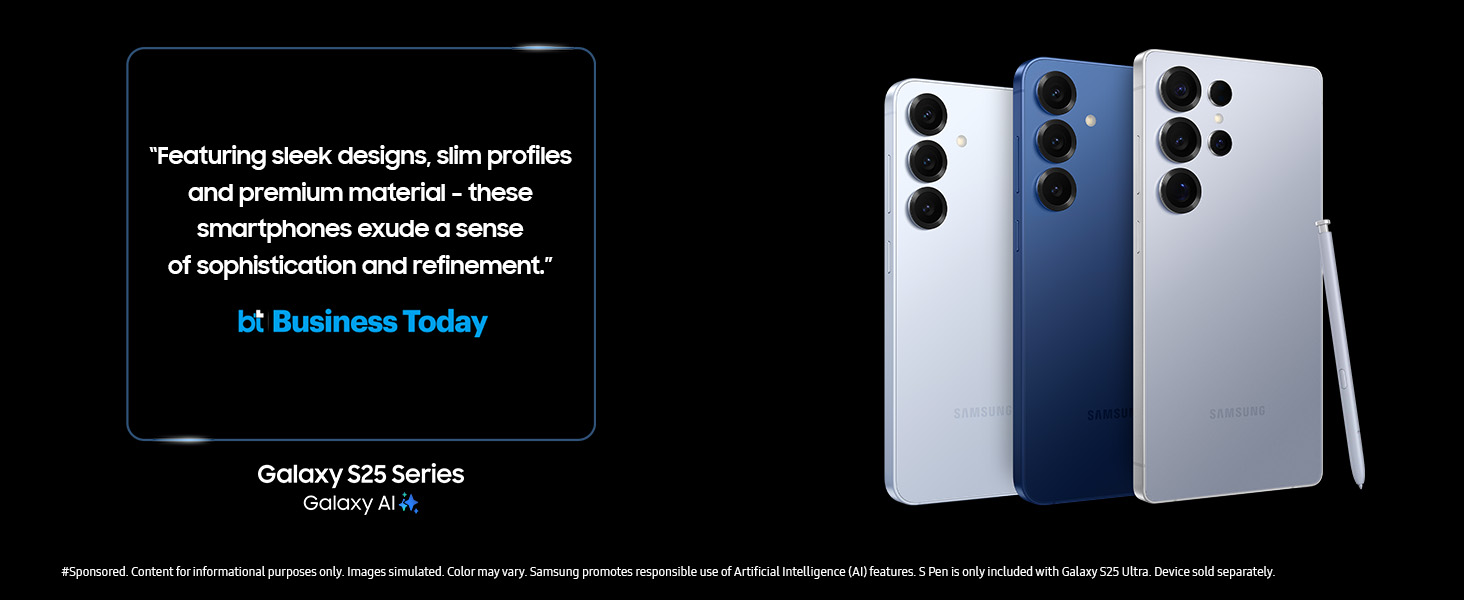 “Featuring sleek designs, slim profiles
and premium material – these
smartphones exude a sense
of sophistication and refinement.”
bt Business Today
Galaxy S25 Series
Galaxy AI
SAMSUNG
SAMSUNG
SAMSUNG
#Sponsored. Content for informational purposes only. Images simulated. Color may vary. Samsung promotes responsible use of Artificial Intelligence (AI) features. S Pen is only included with Galaxy S25 Ultra. Device sold separately.